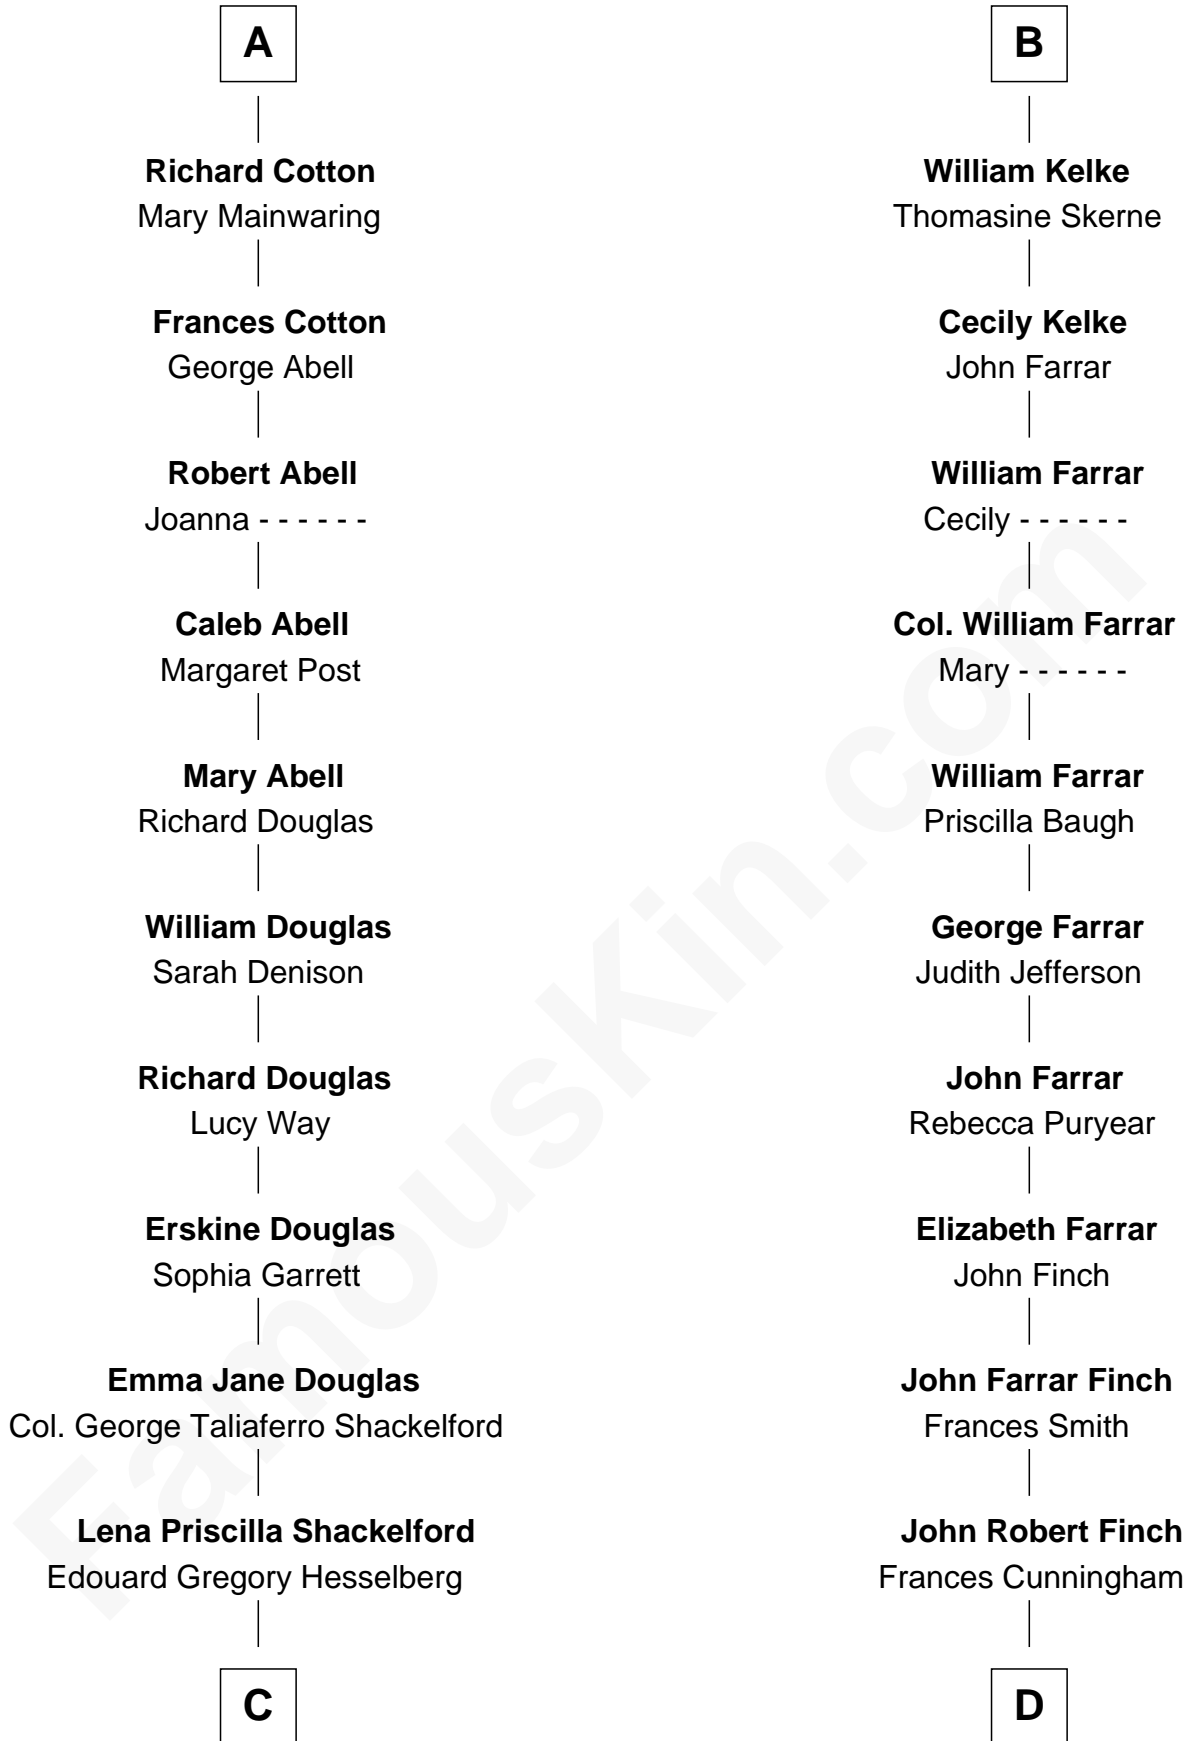 A
Richard Cotton
Mary Mainwaring
Frances Cotton
George Abell
Robert Abell
Joanna - - - - - -
Caleb Abell
Margaret Post
Mary Abell
Richard Douglas
William Douglas
Sarah Denison
Richard Douglas
Lucy Way
Erskine Douglas
Sophia Garrett
Emma Jane Douglas
Col. George Taliaferro Shackelford
Lena Priscilla Shackelford
Edouard Gregory Hesselberg
C
B
William Kelke
Thomasine Skerne
Cecily Kelke
John Farrar
William Farrar
Cecily - - - - - -
Col. William Farrar
Mary - - - - - -
William Farrar
Priscilla Baugh
George Farrar
Judith Jefferson
John Farrar
Rebecca Puryear
Elizabeth Farrar
John Finch
John Farrar Finch
Frances Smith
John Robert Finch
Frances Cunningham
D
FamousKin.com